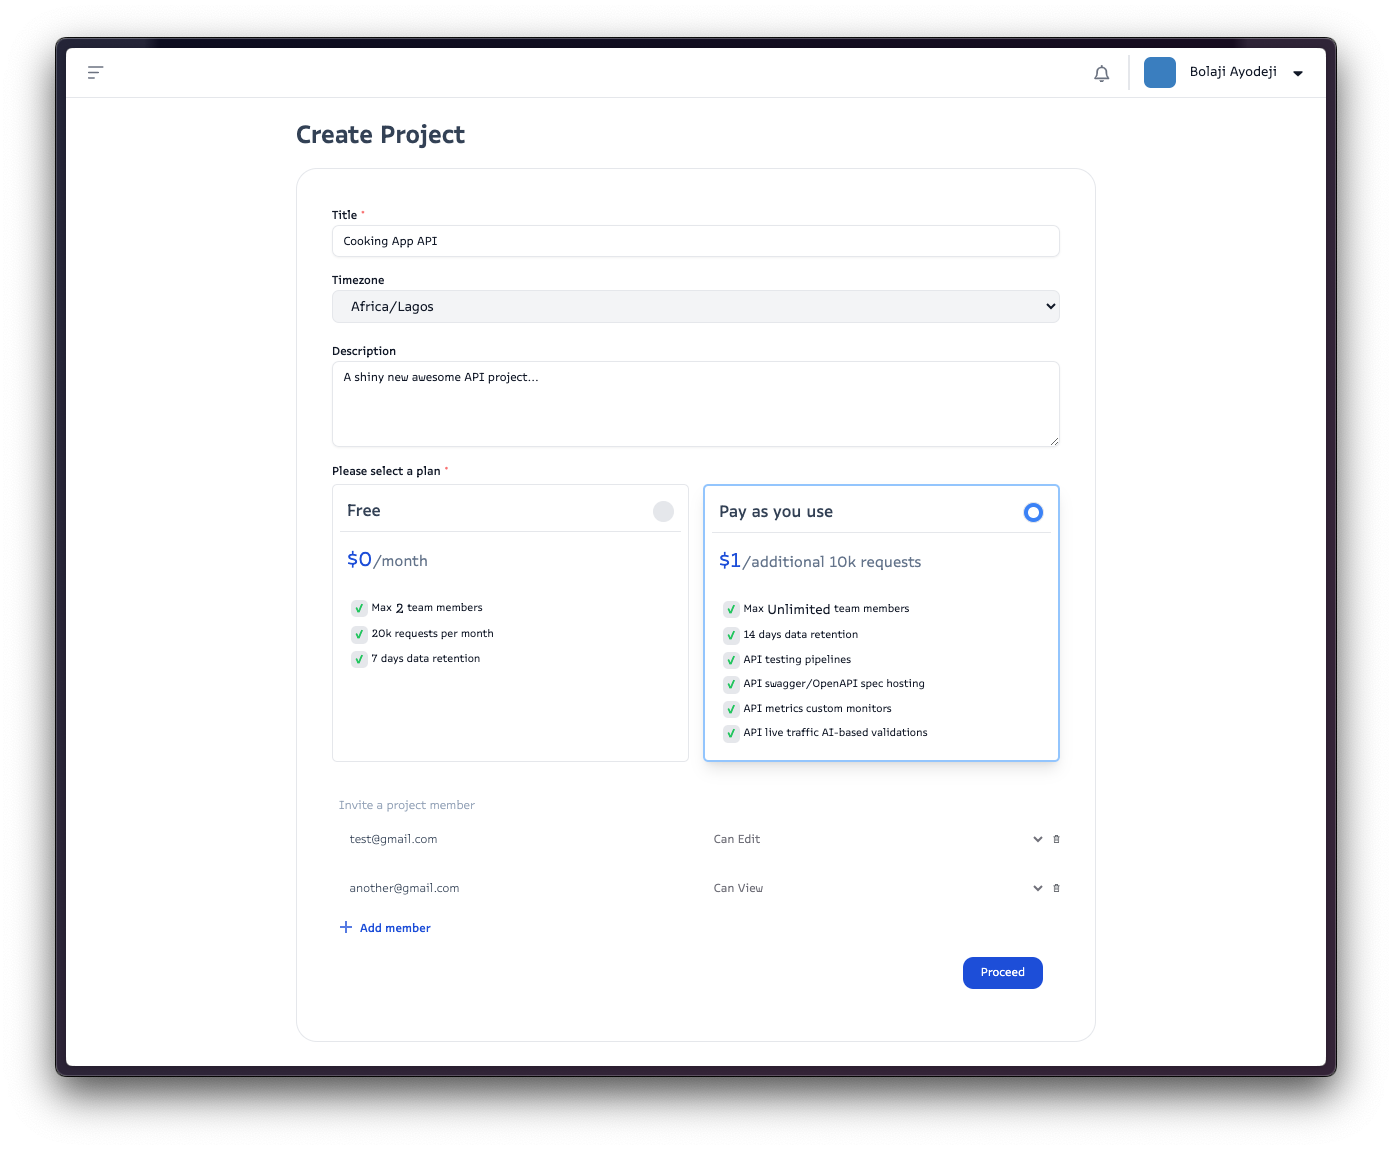 Bolaji Ayodeji
Create Project
Title *
Cooking App API
Timezone
Africa/Lagos
Description
A shiny new awesome API project...
Please select a plan *
Free
$0/month
Max 2 team members
20k requests per month
7 days data retention
Pay as you use
$1/additional 10k requests
Max Unlimited team members
14 days data retention
API testing pipelines
API swagger/OpenAPI spec hosting
API metrics custom monitors
API live traffic AI-based validations
Invite a project member
test@gmail.com Can Edit
another@gmail.com Can View
Add member
Proceed